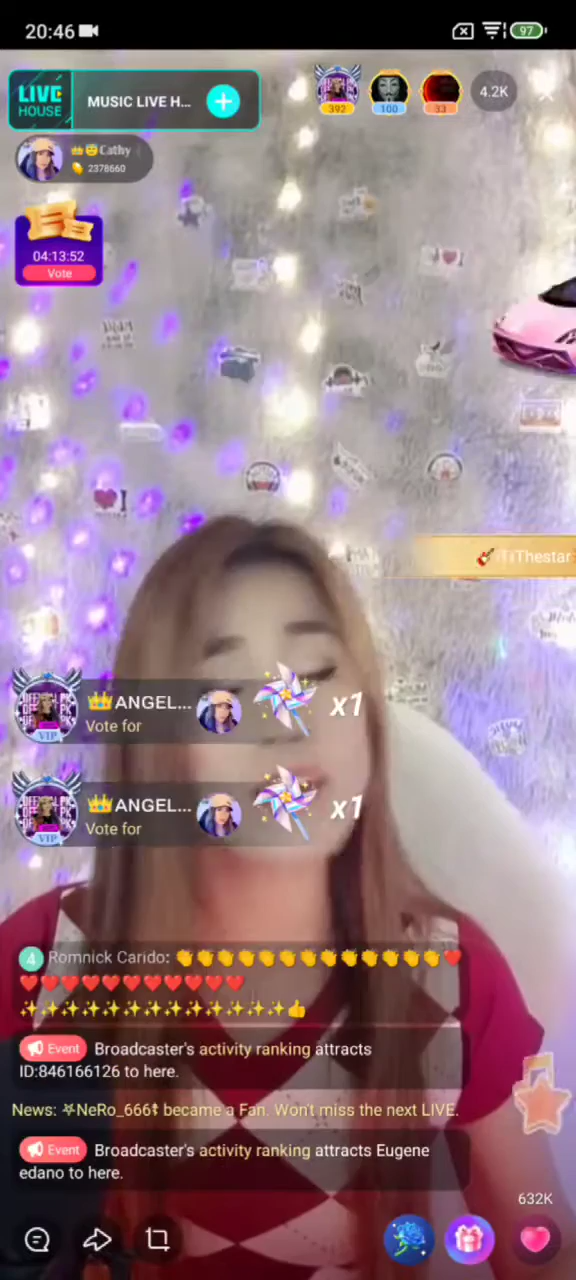 20:46
97
LIVE
HOUSE
MUSIC LIVE H...
392
100
33
4.2K
👑😇Cathy
2378660
04:13:52
Vote
🎸
Thestar
👑ANGEL...
Vote for
x1
VIP
👑ANGEL...
Vote for
x1
VIP
4 Romnick Carido: 👏👏👏👏👏👏👏👏👏👏👏👏👏❤️
❤️❤️❤️❤️❤️❤️❤️❤️❤️❤️❤️
✨✨✨✨✨✨✨✨✨✨✨✨✨👍
Event Broadcaster's activity ranking attracts
ID:846166126 to here.
News: ⛧NeRo_666⚕ became a Fan. Won't miss the next LIVE.
Event Broadcaster's activity ranking attracts Eugene
edano to here.
632K